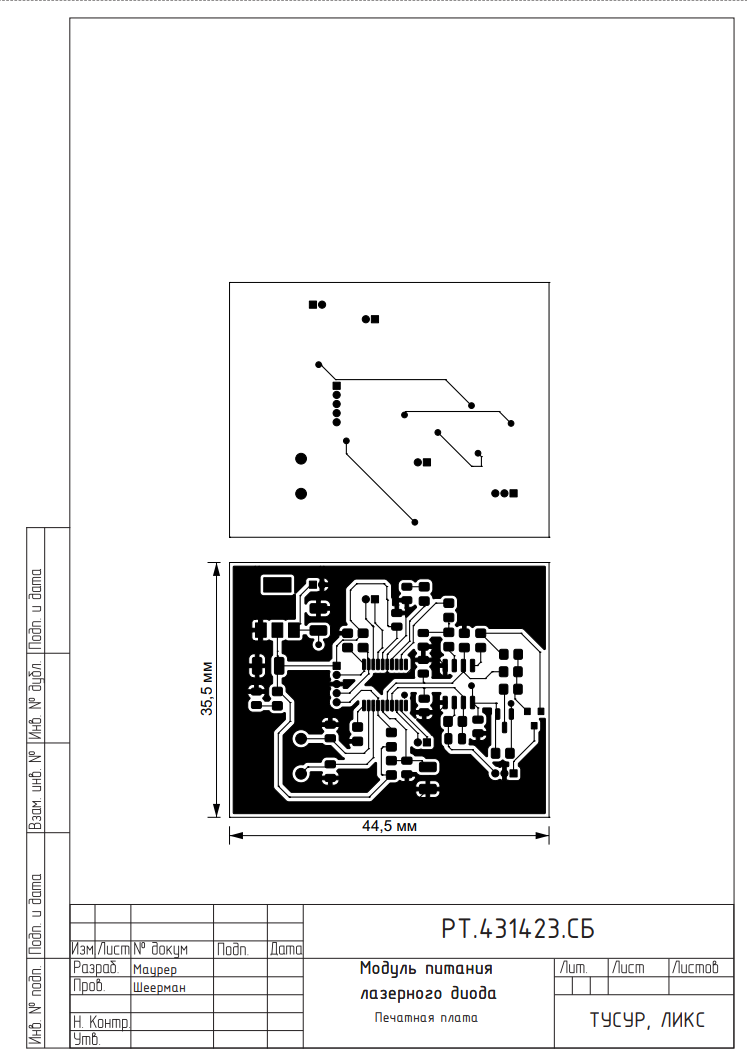 35,5 мм
44,5 мм
Подп. и дата
Инв. № дубл.
Взам. инв. №
Подп. и дата
Инв. № подп.
РТ.431423.СБ
Изм Лист № докум Подп. Дата
Разраб. Маурер
Пров. Шеерман
Н. Контр.
Утв.
Модуль питания
лазерного диода
Печатная плата
Лит. Лист Листов
ТУСУР, ЛИКС